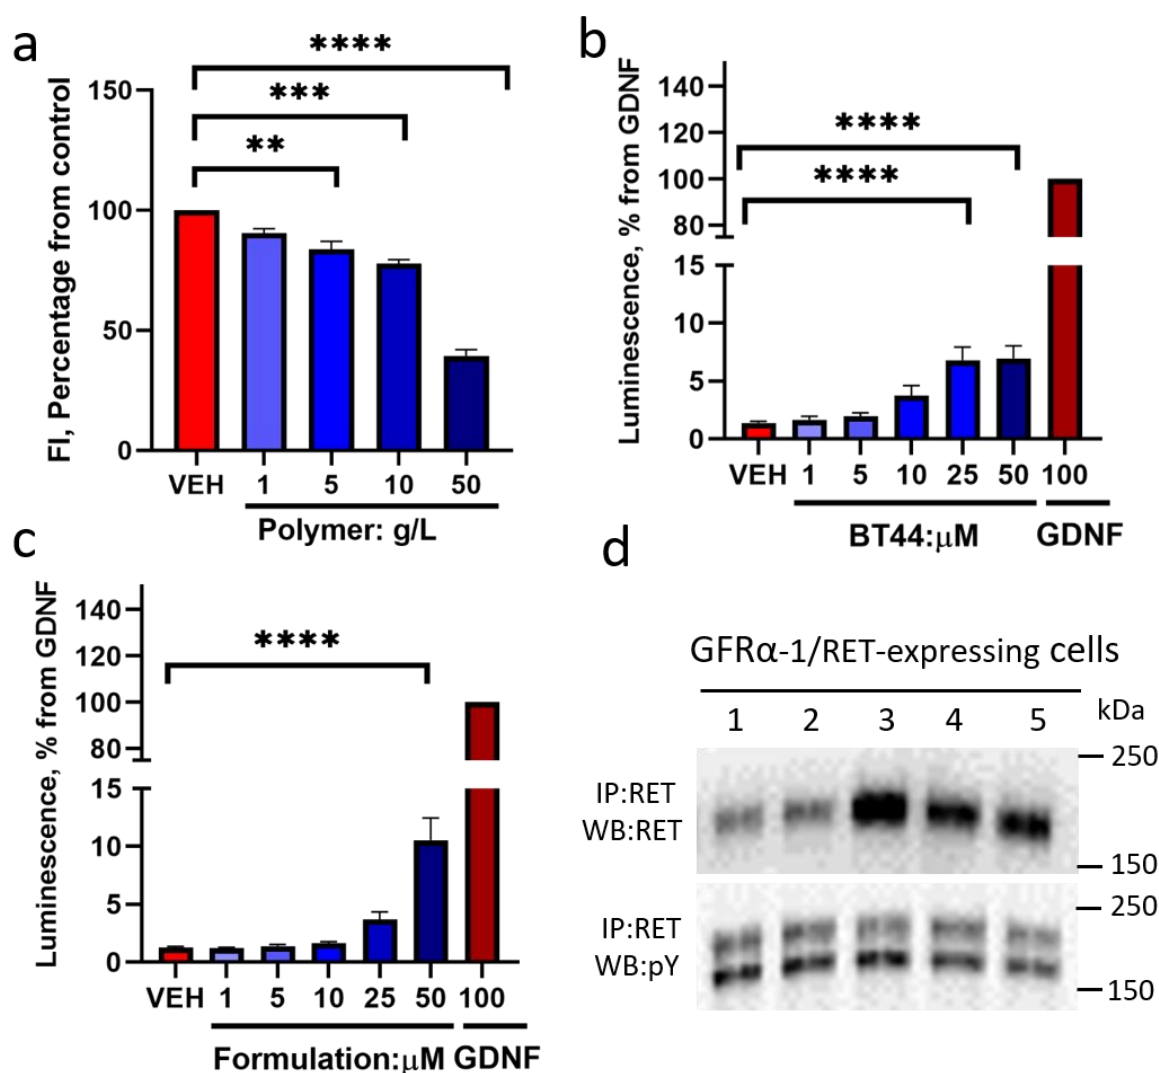 a
FI, Percentage from control
150
100
50
0
****
***
**
VEH 1 5 10 50
Polymer: g/L
b
Luminescence, % from GDNF
140
120
100
80
15
10
5
0
****
****
VEH 1 5 10 25 50 100
BT44:μM GDNF
c
Luminescence, % from GDNF
140
120
100
80
15
10
5
0
****
VEH 1 5 10 25 50 100
Formulation:μM GDNF
d
GFRα-1/RET-expressing cells
1 2 3 4 5 kDa
IP:RET
WB:RET
250
150
IP:RET
WB:pY
250
150